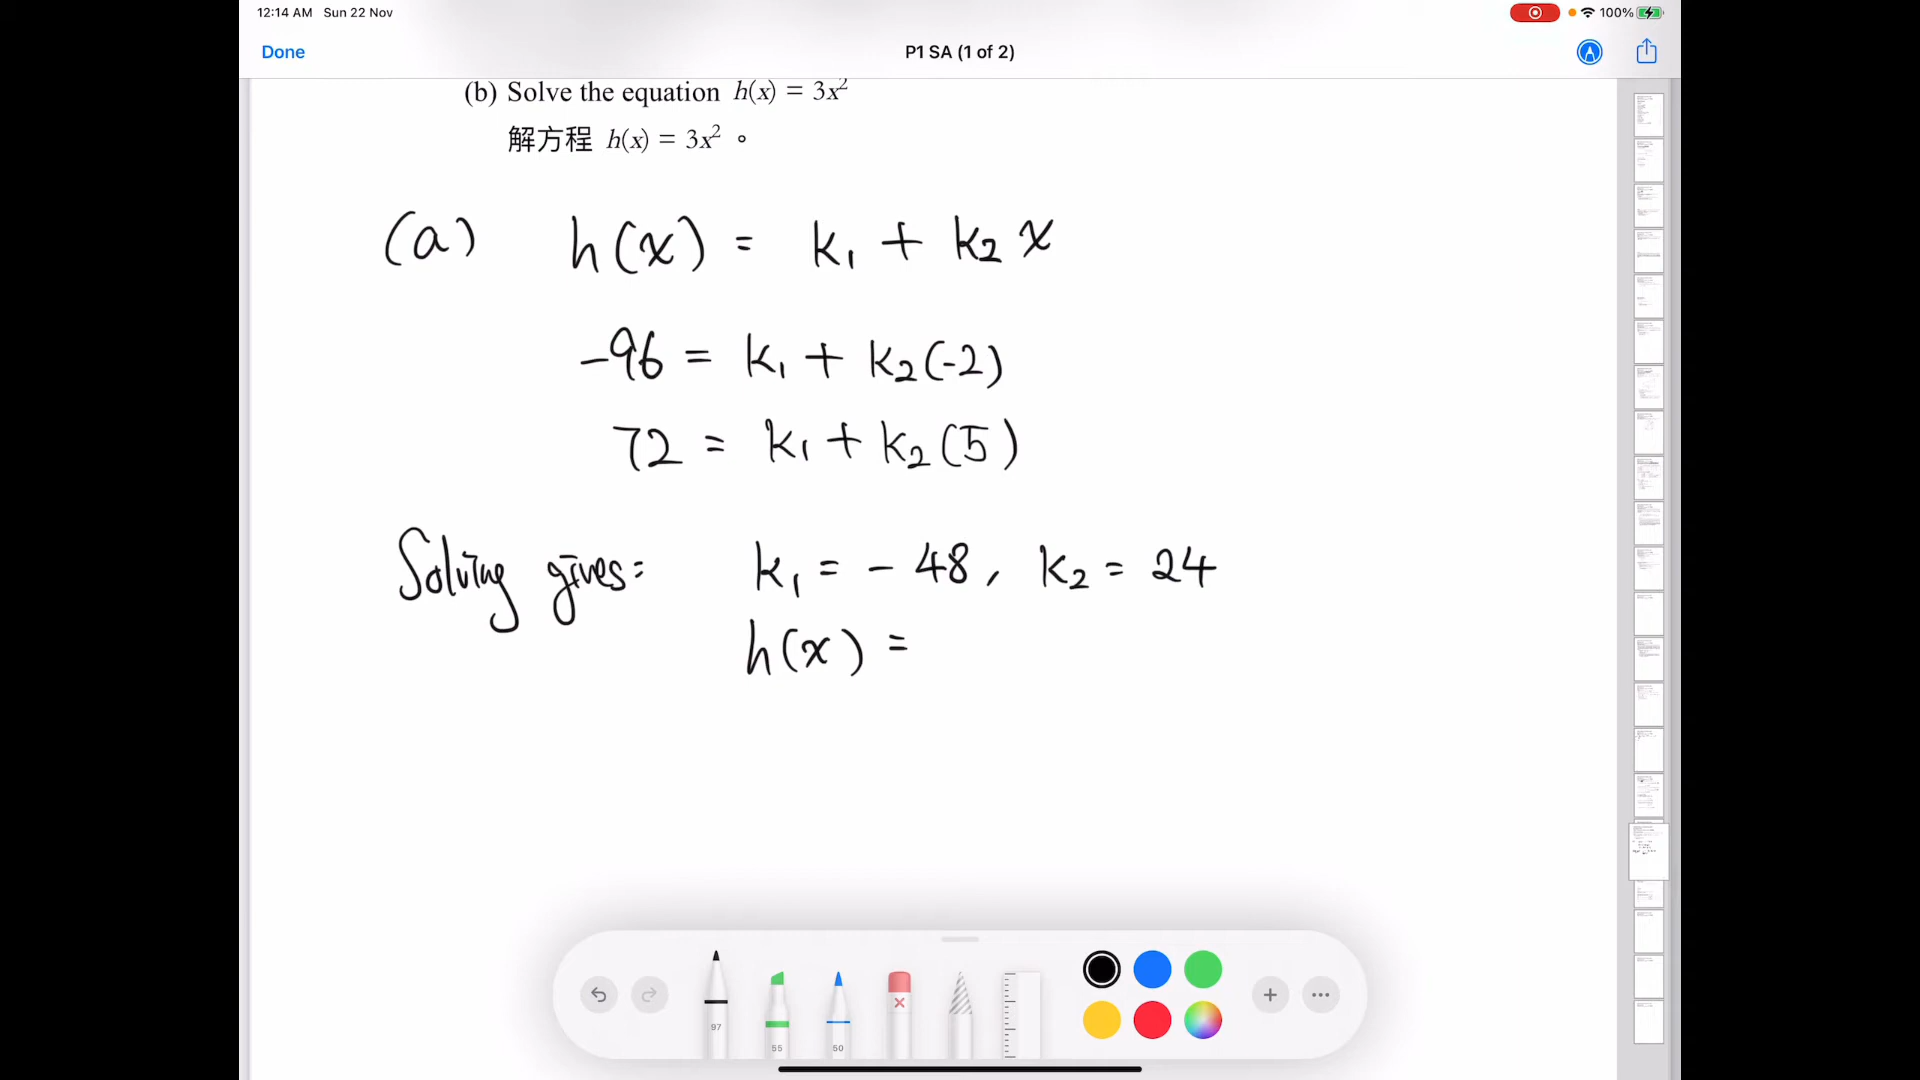 12:14 AM Sun 22 Nov
100%
Done
P1 SA (1 of 2)
(b) Solve the equation h(x) = 3x²
解方程 h(x) = 3x² 。
(a) h(x) = k₁ + k₂ x
-96 = k₁ + k₂(-2)
72 = k₁ + k₂(5)
Solving gives: k₁ = - 48, k₂ = 24
h(x) =
97
55
50